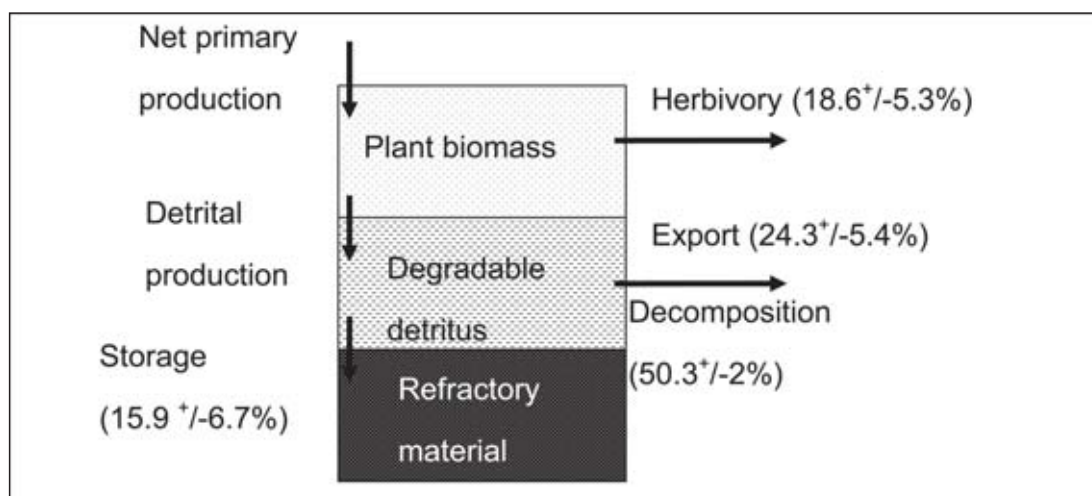 Net primary
production
Herbivory (18.6⁺/-5.3%)
Plant biomass
Detrital
production
Export (24.3⁺/-5.4%)
Degradable
detritus
Decomposition
(50.3⁺/-2%)
Storage
(15.9 ⁺/-6.7%)
Refractory
material